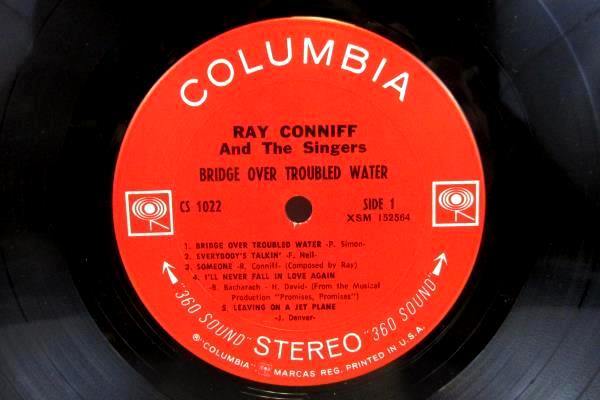 COLUMBIA
RAY CONNIFF
And The Singers
BRIDGE OVER TROUBLED WATER
CS 1022
SIDE 1
XSM 152564
1. BRIDGE OVER TROUBLED WATER -P. Simon-
2. EVERYBODY'S TALKIN' -F. Neil-
3. SOMEONE -R. Conniff- (Composed by Ray)
4. I'LL NEVER FALL IN LOVE AGAIN
-B. Bacharach - H. David- (From the Musical
Production "Promises, Promises")
5. LEAVING ON A JET PLANE
-J. Denver-
"360 SOUND" STEREO "360 SOUND"
℗ "COLUMBIA" MARCAS REG. PRINTED IN U.S.A.